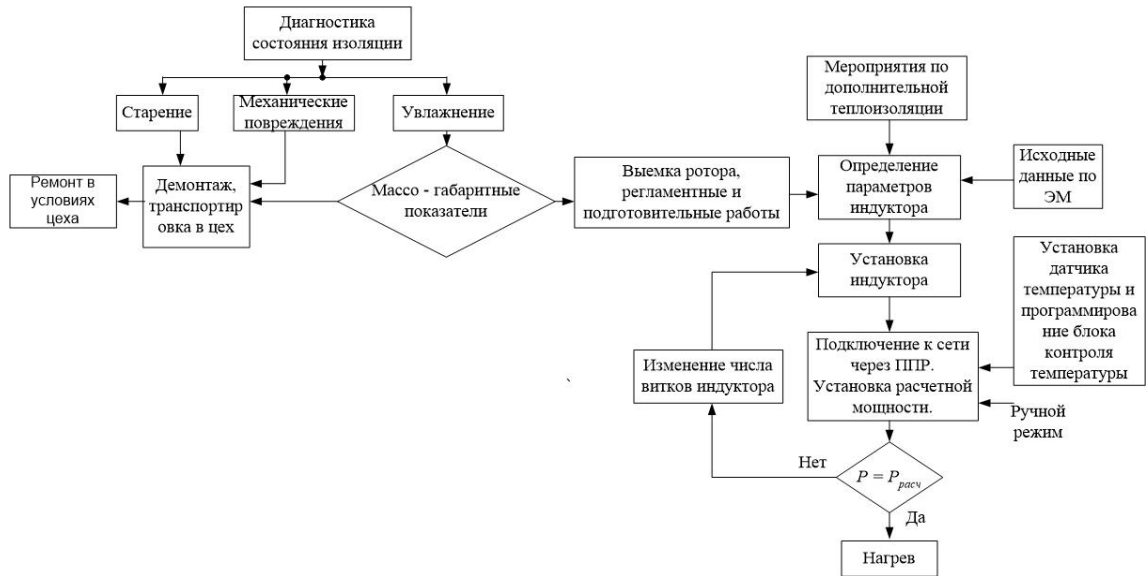 Диагностика
состояния изоляции
Старение
Механические
повреждения
Увлажнение
Ремонт в
условиях
цеха
Демонтаж,
транспортир
овка в цех
Массо - габаритные
показатели
Выемка ротора,
регламентные и
подготовительные работы
Мероприятия по
дополнительной
теплоизоляции
Определение
параметров
индуктора
Исходные
данные по
ЭМ
Установка
индуктора
Установка
датчика
температуры и
программирова
ние блока
контроля
температуры
Изменение числа
витков индуктора
Подключение к сети
через ППР.
Установка расчетной
мощности.
Ручной
режим
Нет
P = Pрасч
Да
Нагрев